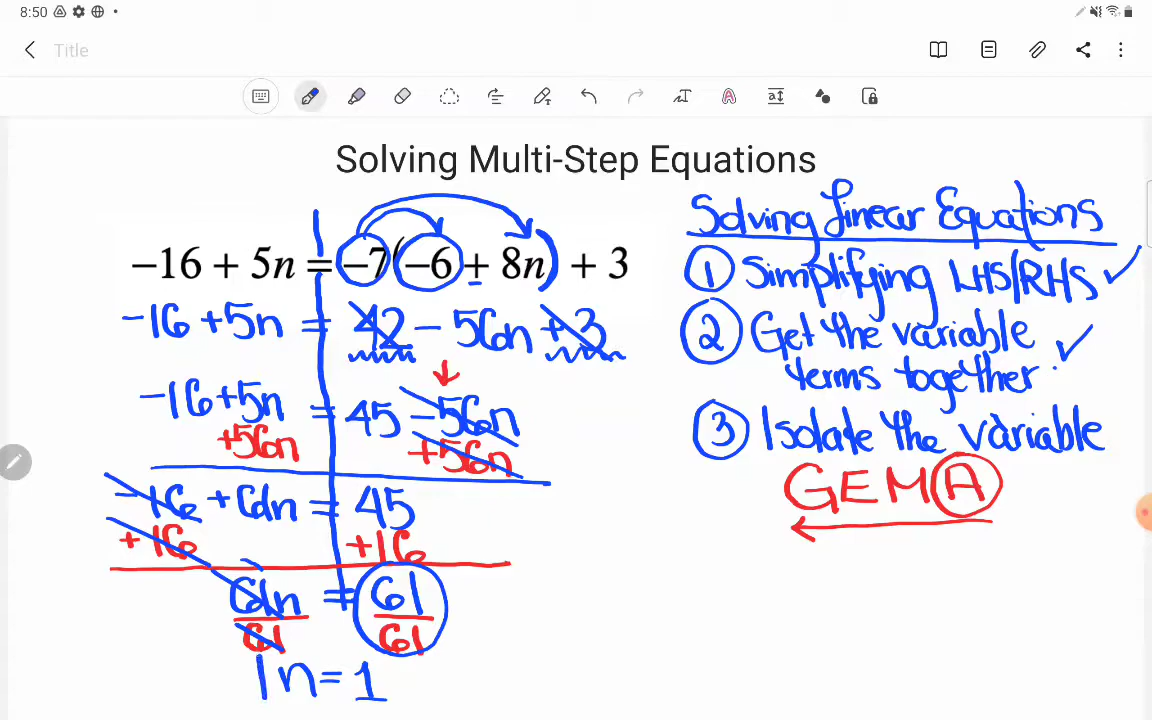 8:50
Title
Solving Multi-Step Equations
−16 + 5n = −7(−6 + 8n) + 3
-16 +5n = 42 - 56n +3
-16+5n = 45 -56n
+56n +56n
-16 +61n = 45
+16 +16
61n = 61
61 61
1n = 1
Solving Linear Equations
1 Simplifying LHS/RHS ✓
2 Get the variable
terms together ✓
3 Isolate the variable
GEMA